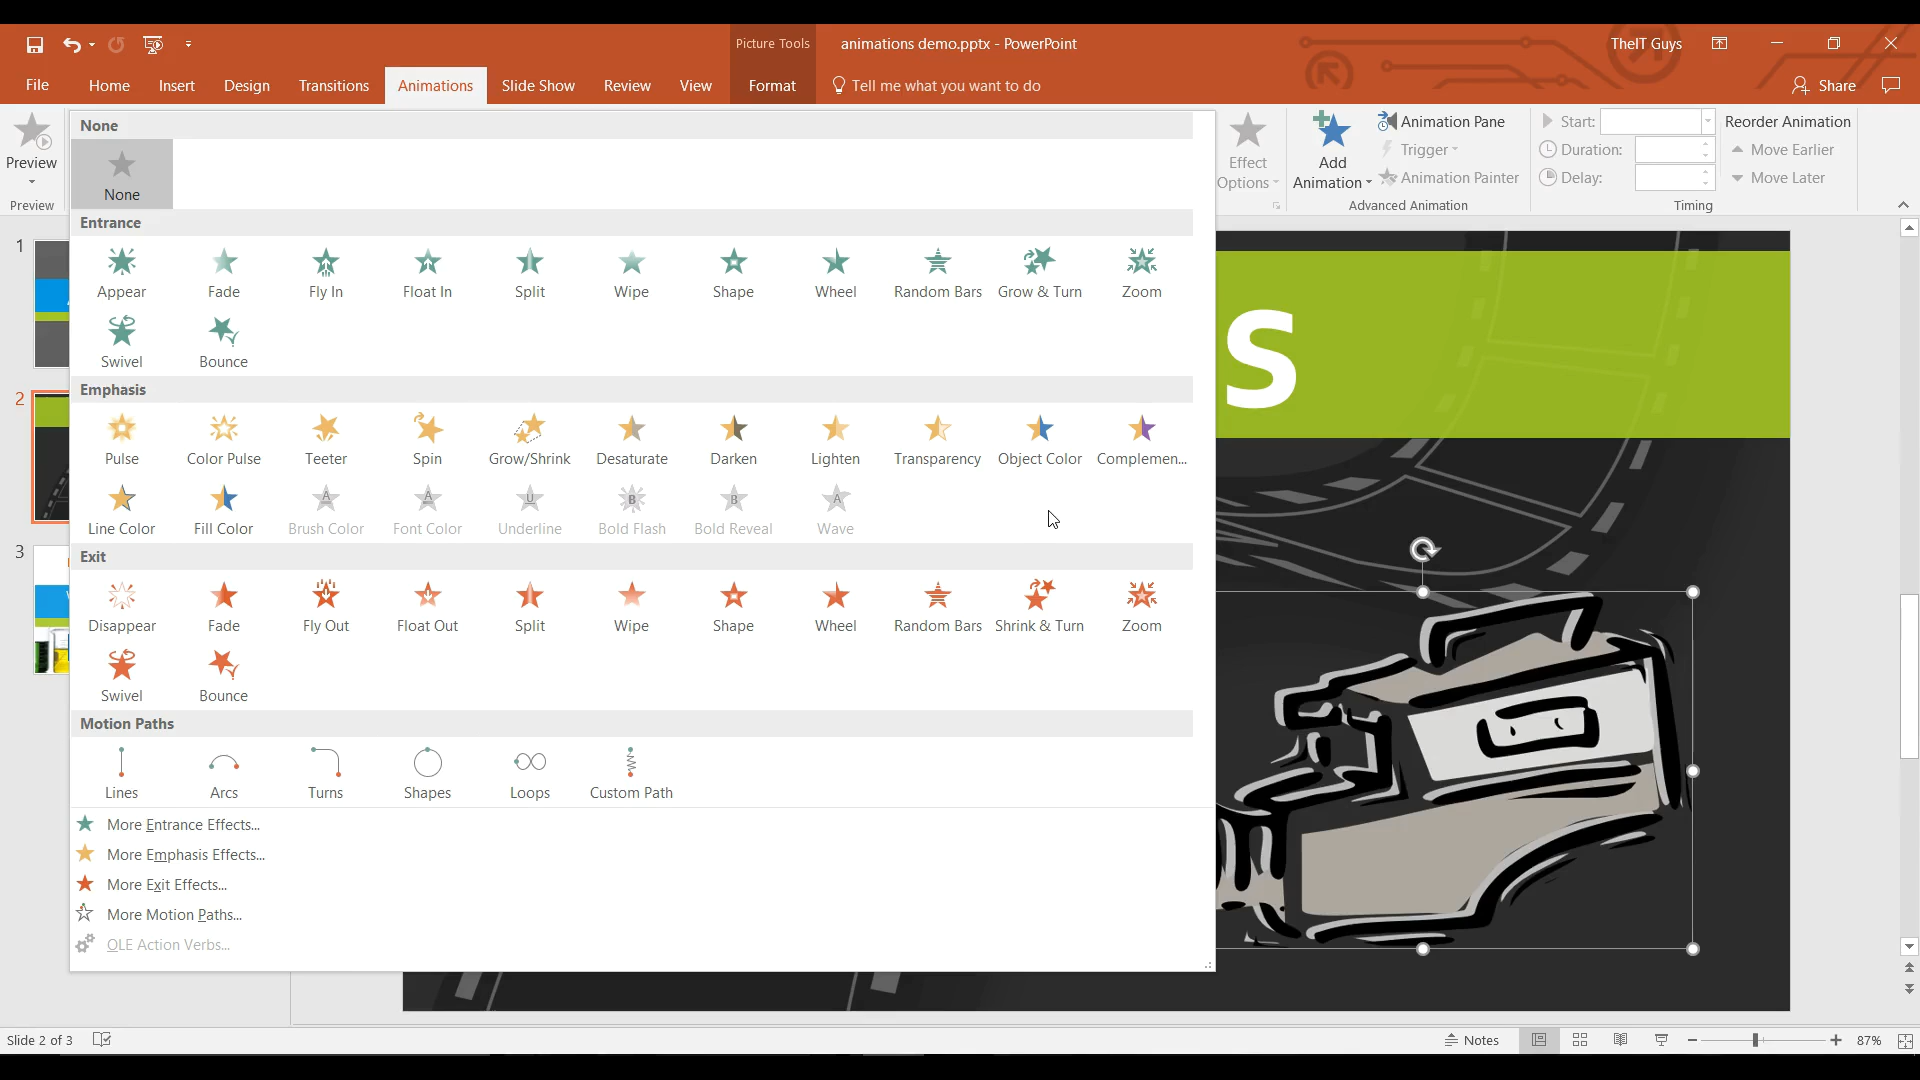 Picture Tools
animations demo.pptx - PowerPoint
TheIT Guys
File Home Insert Design Transitions Animations Slide Show Review View Format Tell me what you want to do
Share
Preview
Preview
None
None
Effect Options
Add Animation
Animation Pane
Trigger
Animation Painter
Advanced Animation
Start:
Duration:
Delay:
Reorder Animation
Move Earlier
Move Later
Timing
Entrance
Appear Fade Fly In Float In Split Wipe Shape Wheel Random Bars Grow & Turn Zoom
Swivel Bounce
Emphasis
Pulse Color Pulse Teeter Spin Grow/Shrink Desaturate Darken Lighten Transparency Object Color Complemen...
Line Color Fill Color Brush Color Font Color Underline Bold Flash Bold Reveal Wave
Exit
Disappear Fade Fly Out Float Out Split Wipe Shape Wheel Random Bars Shrink & Turn Zoom
Swivel Bounce
Motion Paths
Lines Arcs Turns Shapes Loops Custom Path
More Entrance Effects...
More Emphasis Effects...
More Exit Effects...
More Motion Paths...
OLE Action Verbs...
1
2
3
S
Slide 2 of 3
Notes
87%